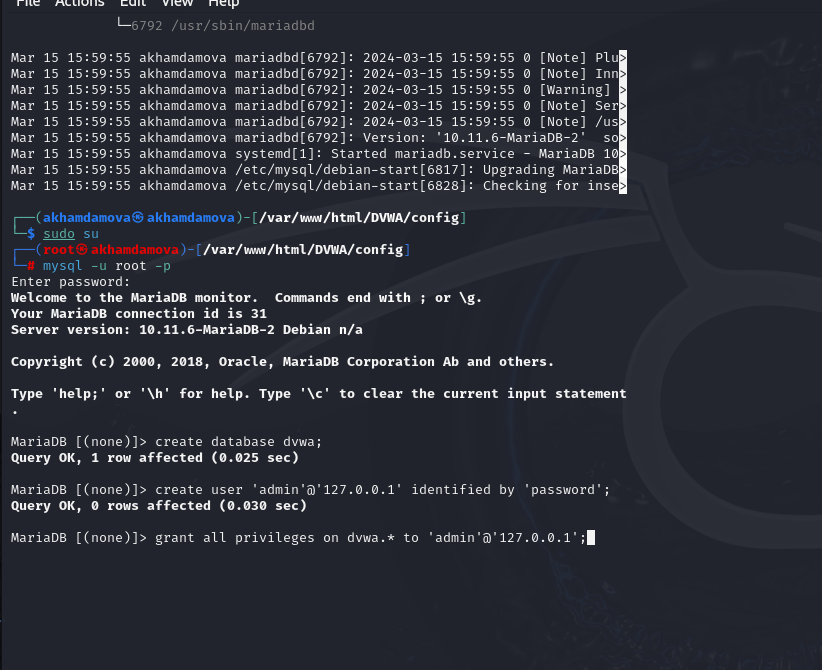 File Actions Edit View Help
└─6792 /usr/sbin/mariadbd
Mar 15 15:59:55 akhamdamova mariadbd[6792]: 2024-03-15 15:59:55 0 [Note] Plu>
Mar 15 15:59:55 akhamdamova mariadbd[6792]: 2024-03-15 15:59:55 0 [Note] Inn>
Mar 15 15:59:55 akhamdamova mariadbd[6792]: 2024-03-15 15:59:55 0 [Warning] >
Mar 15 15:59:55 akhamdamova mariadbd[6792]: 2024-03-15 15:59:55 0 [Note] Ser>
Mar 15 15:59:55 akhamdamova mariadbd[6792]: 2024-03-15 15:59:55 0 [Note] /us>
Mar 15 15:59:55 akhamdamova mariadbd[6792]: Version: '10.11.6-MariaDB-2'  so>
Mar 15 15:59:55 akhamdamova systemd[1]: Started mariadb.service - MariaDB 10>
Mar 15 15:59:55 akhamdamova /etc/mysql/debian-start[6817]: Upgrading MariaDB>
Mar 15 15:59:55 akhamdamova /etc/mysql/debian-start[6828]: Checking for inse>
┌──(akhamdamova㉿akhamdamova)-[/var/www/html/DVWA/config]
└─$ sudo su
┌──(root㉿akhamdamova)-[/var/www/html/DVWA/config]
└─# mysql -u root -p
Enter password:
Welcome to the MariaDB monitor.  Commands end with ; or \g.
Your MariaDB connection id is 31
Server version: 10.11.6-MariaDB-2 Debian n/a
Copyright (c) 2000, 2018, Oracle, MariaDB Corporation Ab and others.
Type 'help;' or '\h' for help. Type '\c' to clear the current input statement
.
MariaDB [(none)]> create database dvwa;
Query OK, 1 row affected (0.025 sec)
MariaDB [(none)]> create user 'admin'@'127.0.0.1' identified by 'password';
Query OK, 0 rows affected (0.030 sec)
MariaDB [(none)]> grant all privileges on dvwa.* to 'admin'@'127.0.0.1';